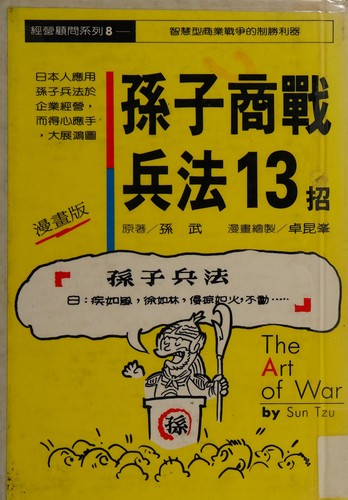 經營顧問系列8
智慧型商業戰爭的制勝利器
日本人應用
孫子兵法於
企業經營，
而得心應手
，大展鴻圖
漫畫版
孫子商戰
兵法13招
原著╱孫 武 漫畫繪製╱卓昆峯
「孫子兵法」
曰：疾如風，徐如林，侵掠如火，不動……
孫
The
Art
of War
by Sun Tzu